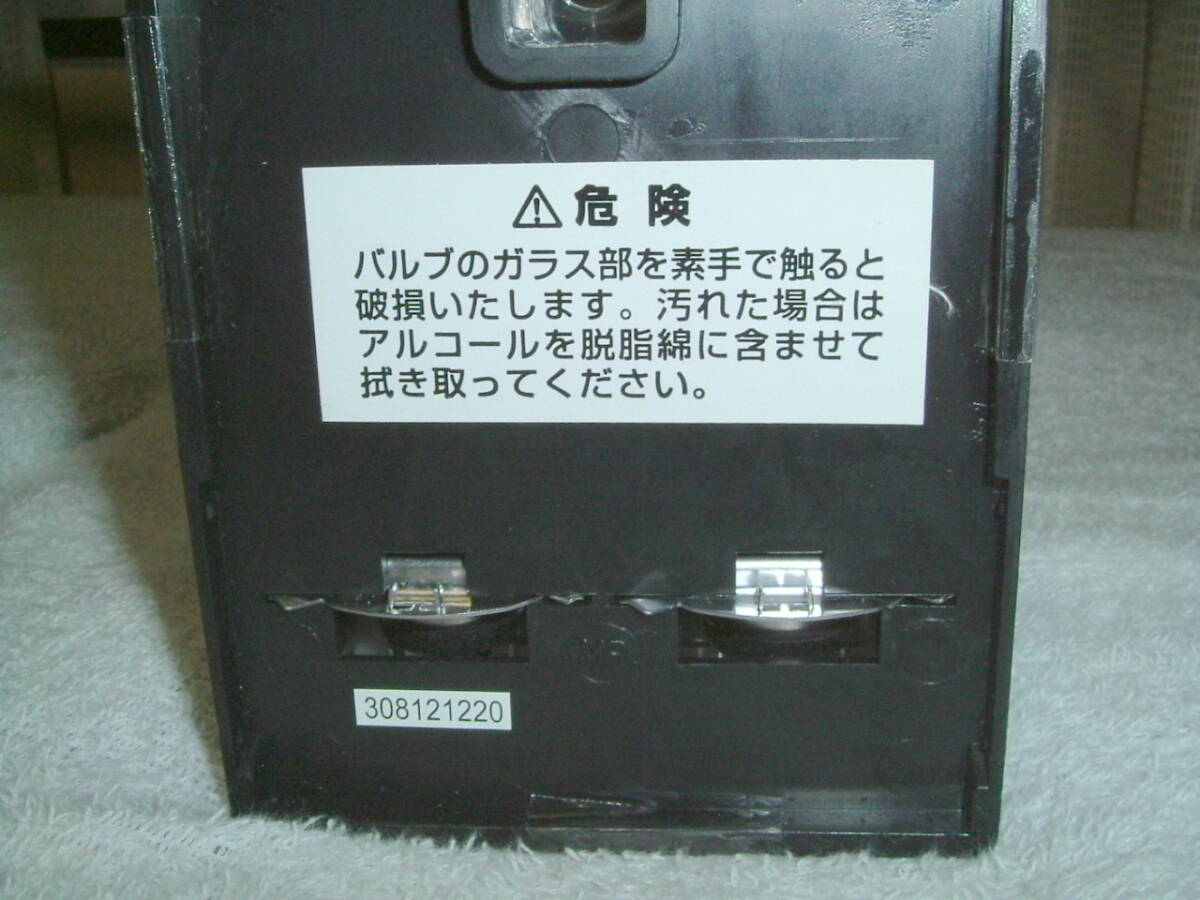 ⚠危険
バルブのガラス部を素手で触ると
破損いたします。汚れた場合は
アルコールを脱脂綿に含ませて
拭き取ってください。
308121220